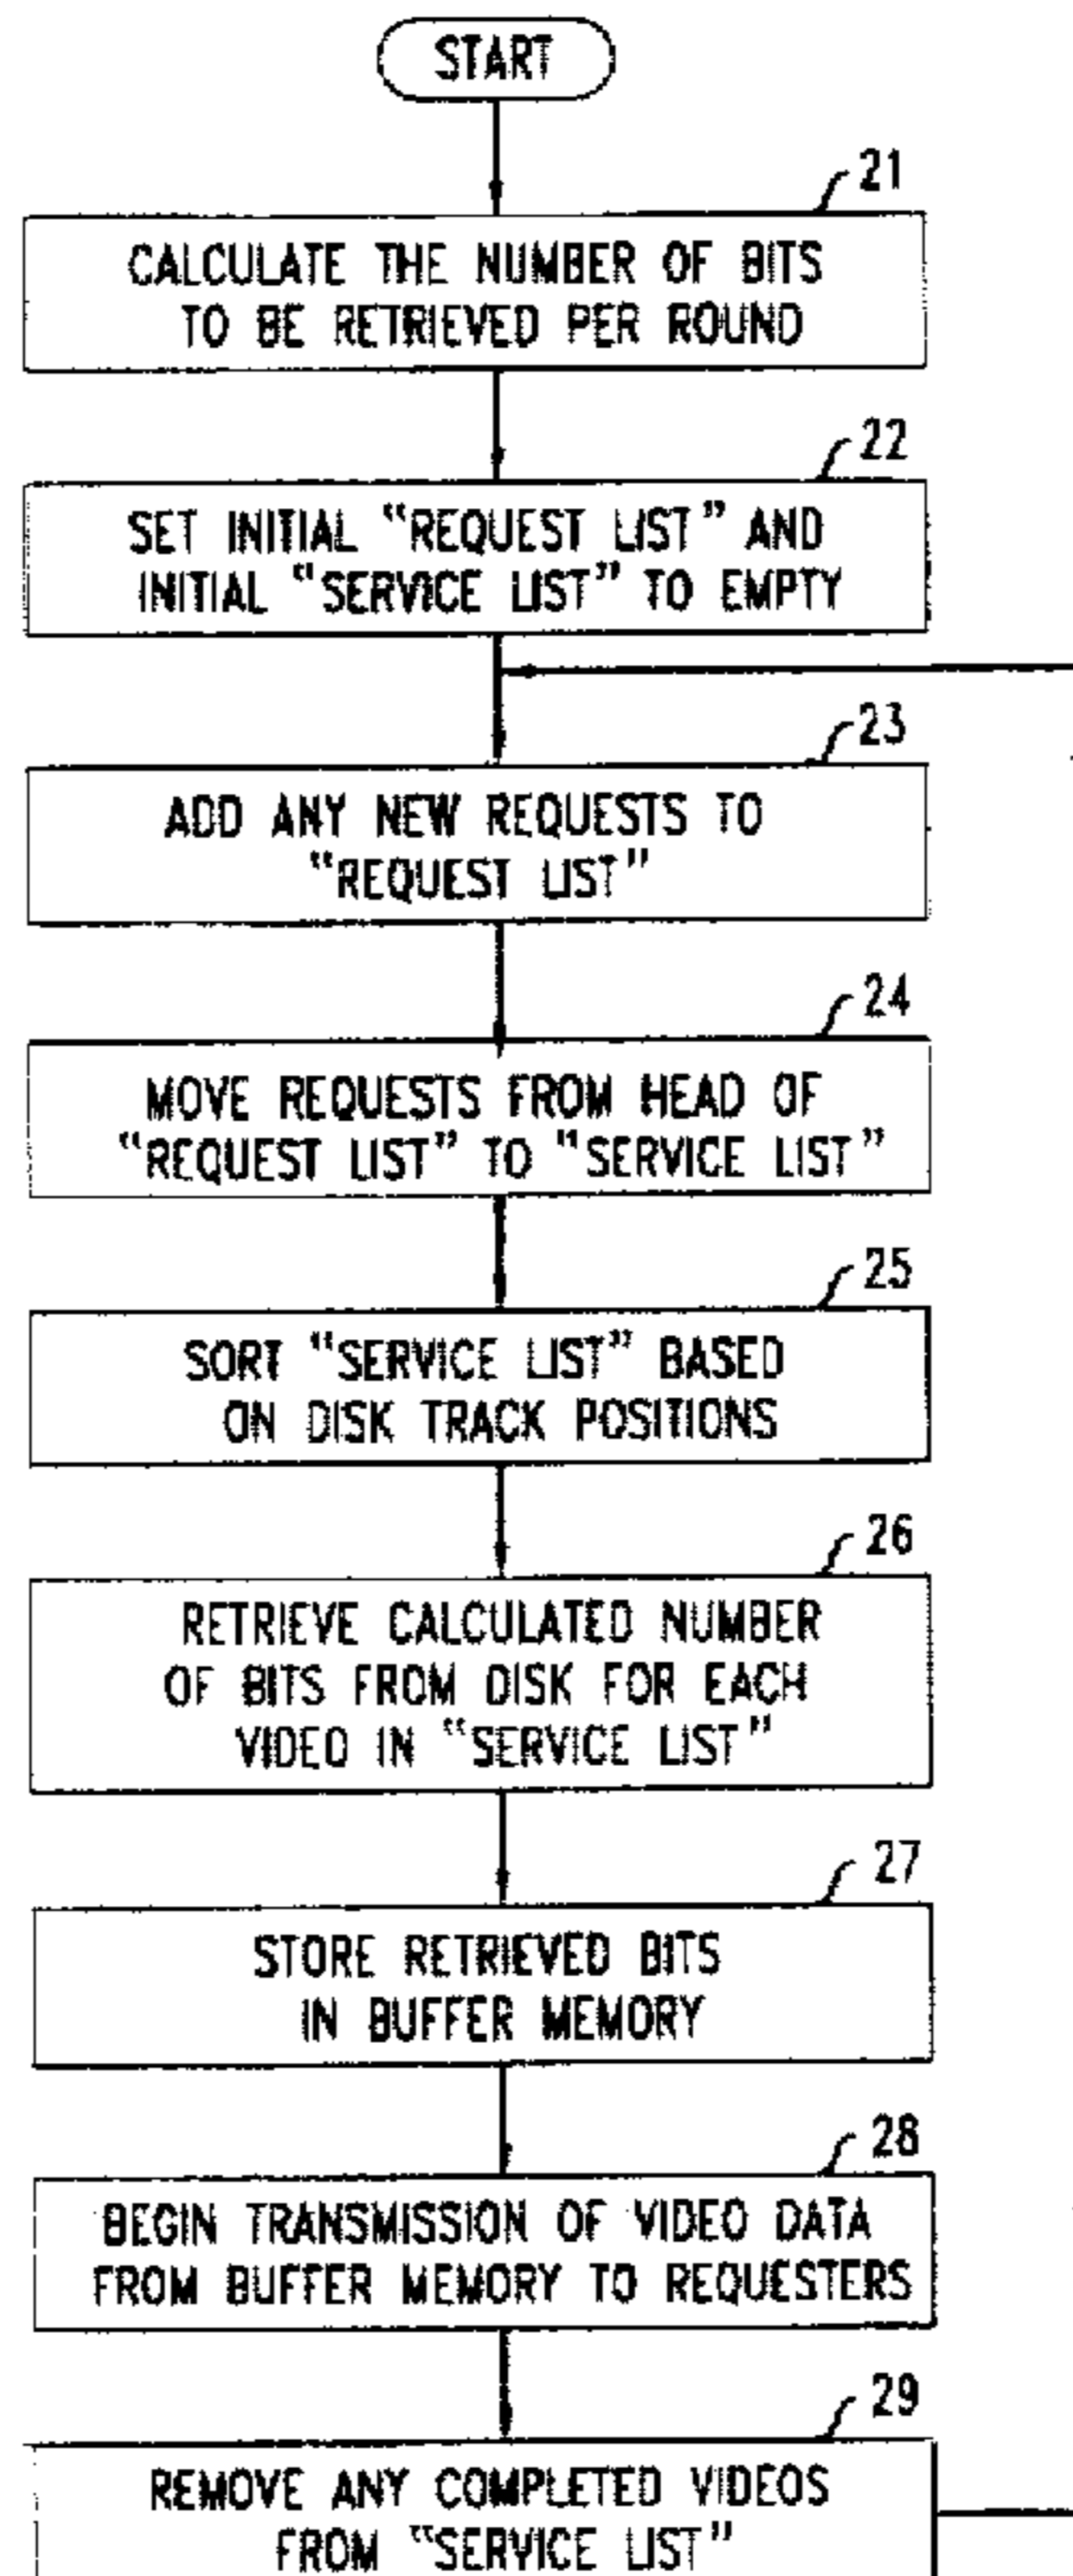 START
21
CALCULATE THE NUMBER OF BITS
TO BE RETRIEVED PER ROUND
22
SET INITIAL "REQUEST LIST" AND
INITIAL "SERVICE LIST" TO EMPTY
23
ADD ANY NEW REQUESTS TO
"REQUEST LIST"
24
MOVE REQUESTS FROM HEAD OF
"REQUEST LIST" TO "SERVICE LIST"
25
SORT "SERVICE LIST" BASED
ON DISK TRACK POSITIONS
26
RETRIEVE CALCULATED NUMBER
OF BITS FROM DISK FOR EACH
VIDEO IN "SERVICE LIST"
27
STORE RETRIEVED BITS
IN BUFFER MEMORY
28
BEGIN TRANSMISSION OF VIDEO DATA
FROM BUFFER MEMORY TO REQUESTERS
29
REMOVE ANY COMPLETED VIDEOS
FROM "SERVICE LIST"